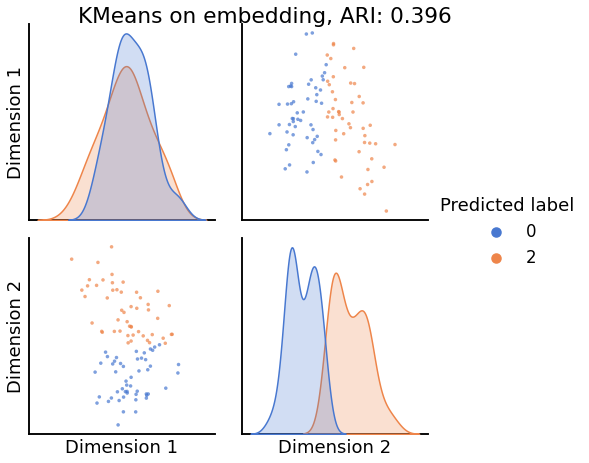 KMeans on embedding, ARI: 0.396
Dimension 1
Predicted label
0
2
Dimension 2
Dimension 1
Dimension 2